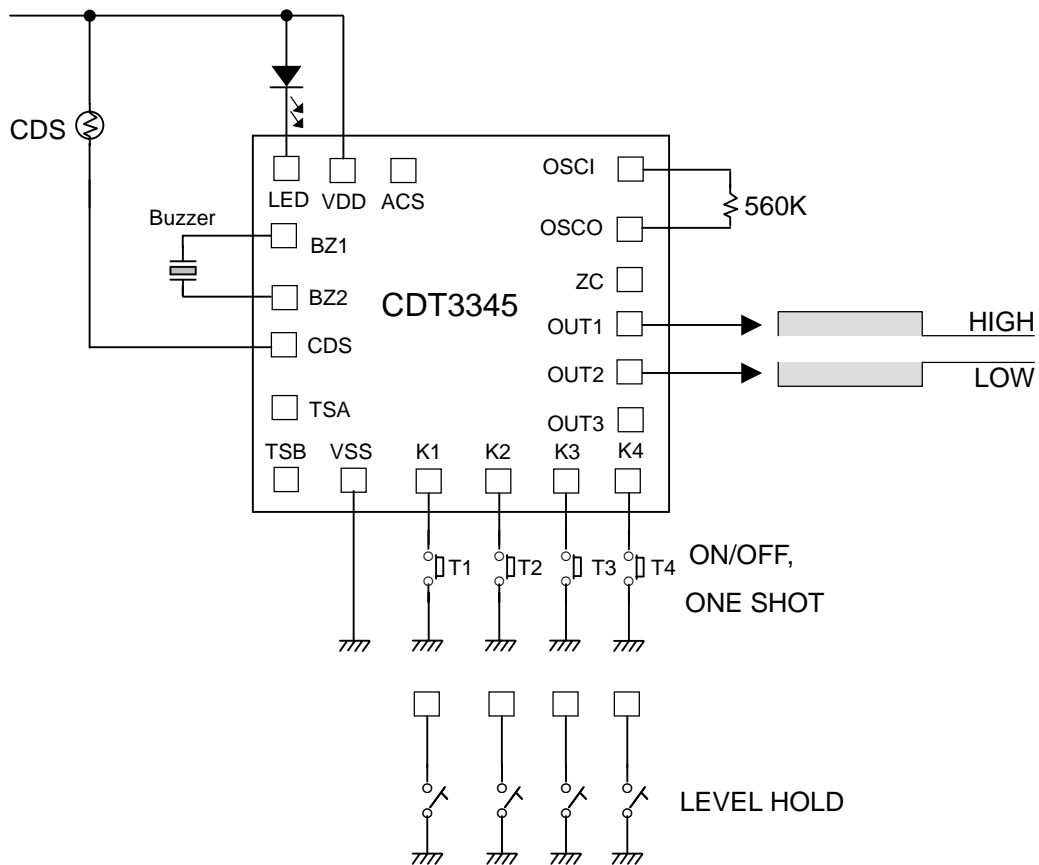 CDS
LED
VDD
ACS
OSCI
560K
OSCO
Buzzer
BZ1
BZ2
CDT3345
ZC
CDS
OUT1
HIGH
OUT2
LOW
TSA
OUT3
TSB
VSS
K1
K2
K3
K4
T1
T2
T3
T4
ON/OFF,
ONE SHOT
LEVEL HOLD